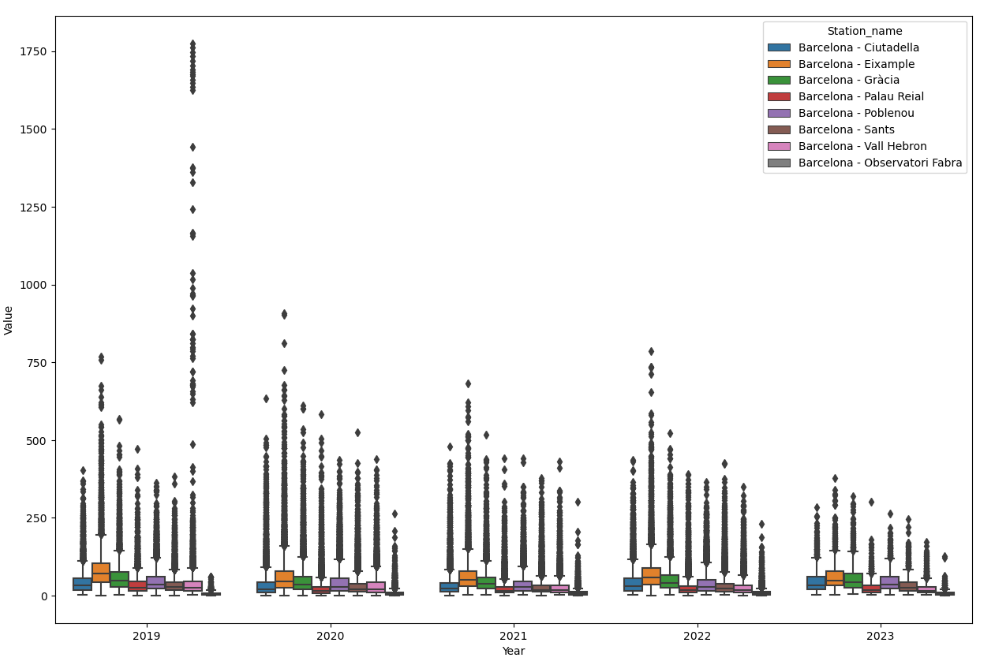 1750
1500
1250
1000
750
500
250
0
Value
2019
2020
2021
2022
2023
Year
Station_name
Barcelona - Ciutadella
Barcelona - Eixample
Barcelona - Gràcia
Barcelona - Palau Reial
Barcelona - Poblenou
Barcelona - Sants
Barcelona - Vall Hebron
Barcelona - Observatori Fabra